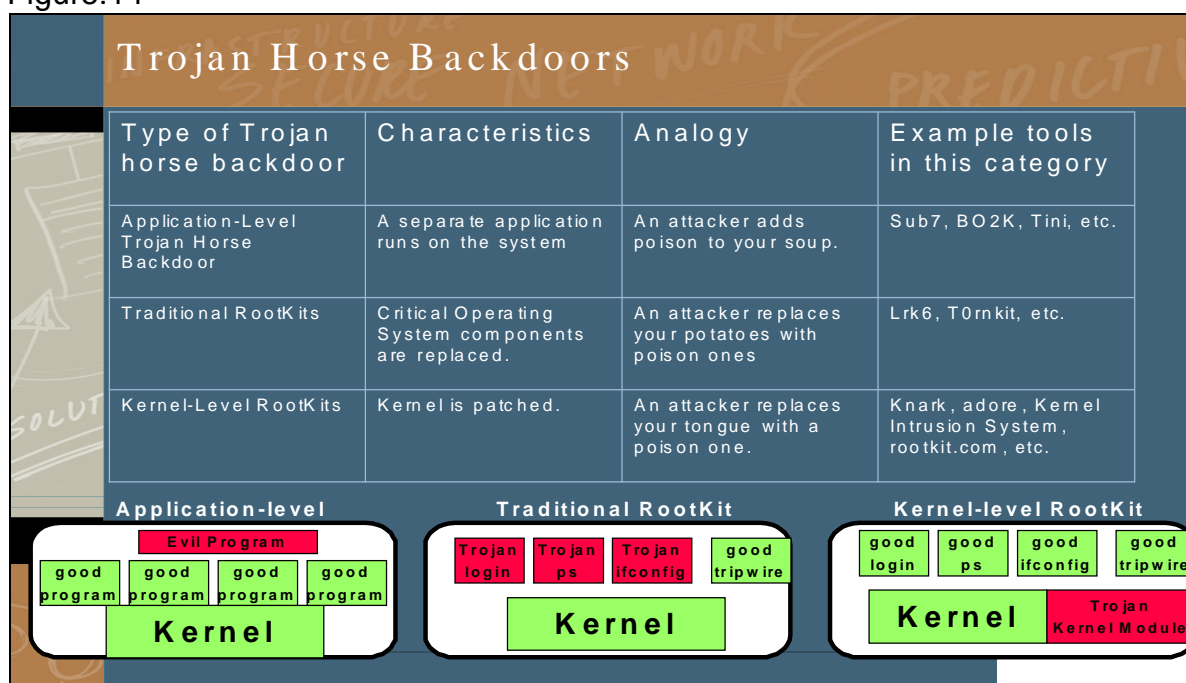 Trojan Horse Backdoors
Type of Trojan horse backdoor
Characteristics
Analogy
Example tools in this category
Application-Level Trojan Horse Backdoor
A separate application runs on the system
An attacker adds poison to your soup.
Sub7, BO2K, Tini, etc.
Traditional RootKits
Critical Operating System components are replaced.
An attacker replaces your potatoes with poison ones
Lrk6, T0rnkit, etc.
Kernel-Level RootKits
Kernel is patched.
An attacker replaces your tongue with a poison one.
Knark, adore, Kernel Intrusion System, rootkit.com, etc.
Application-level
Traditional RootKit
Kernel-level RootKit
Evil Program
good program
good program
good program
good program
Kernel
Trojan login
Trojan ps
Trojan ifconfig
good tripwire
Kernel
good login
good ps
good ifconfig
good tripwire
Kernel
Trojan Kernel Module
SECURE
NETWORK
SOLUT